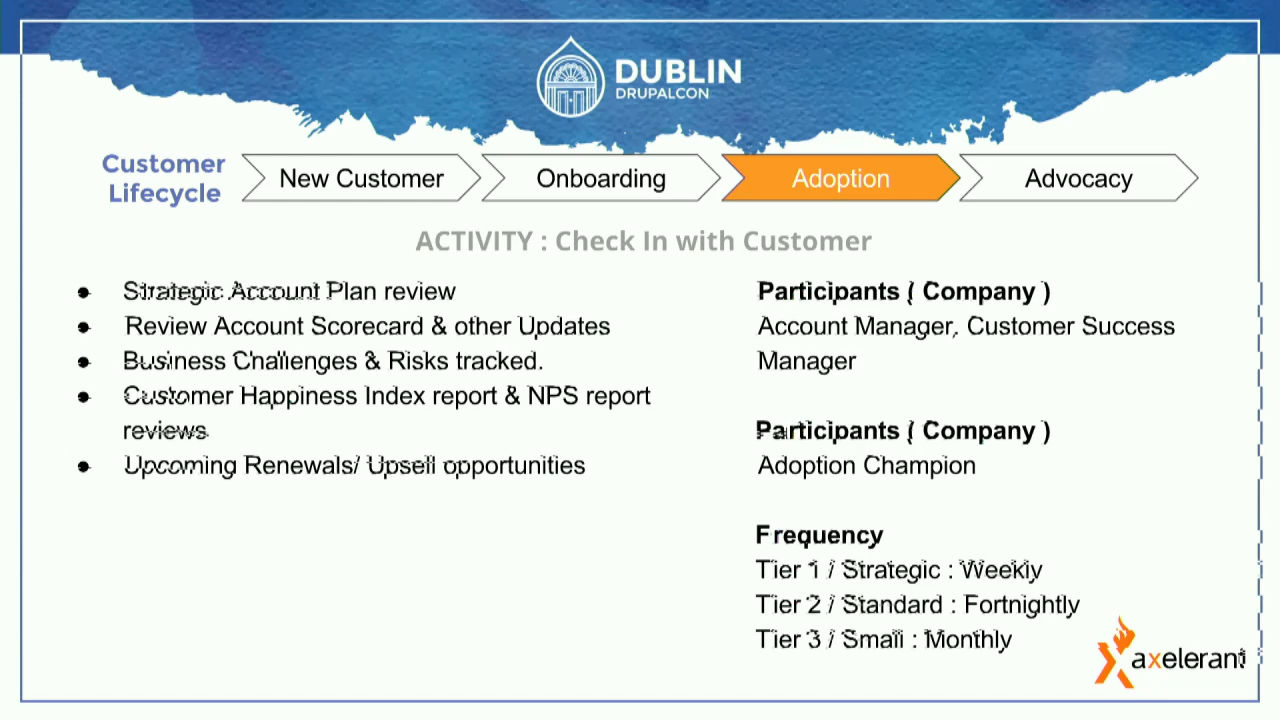 DUBLIN
DRUPALCON
Customer
Lifecycle
New Customer
Onboarding
Adoption
Advocacy
ACTIVITY : Check In with Customer
● Strategic Account Plan review
● Review Account Scorecard & other Updates
● Business Challenges & Risks tracked.
● Customer Happiness Index report & NPS report
reviews
● Upcoming Renewals/ Upsell opportunities
Participants ( Company )
Account Manager, Customer Success
Manager
Participants ( Company )
Adoption Champion
Frequency
Tier 1 / Strategic : Weekly
Tier 2 / Standard : Fortnightly
Tier 3 / Small : Monthly
axelerant